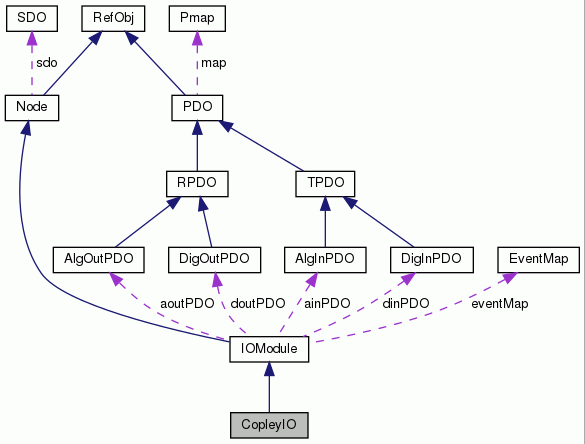 SDO
RefObj
Pmap
sdo
map
Node
PDO
RPDO
TPDO
AlgOutPDO
DigOutPDO
AlgInPDO
DigInPDO
EventMap
aoutPDO
doutPDO
ainPDO
dinPDO
eventMap
IOModule
CopleyIO